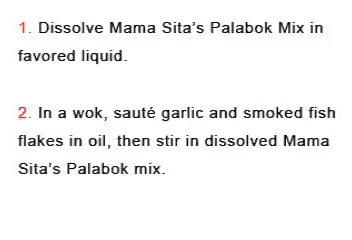 1. Dissolve Mama Sita's Palabok Mix in
favored liquid.
2. In a wok, sauté garlic and smoked fish
flakes in oil, then stir in dissolved Mama
Sita's Palabok mix.